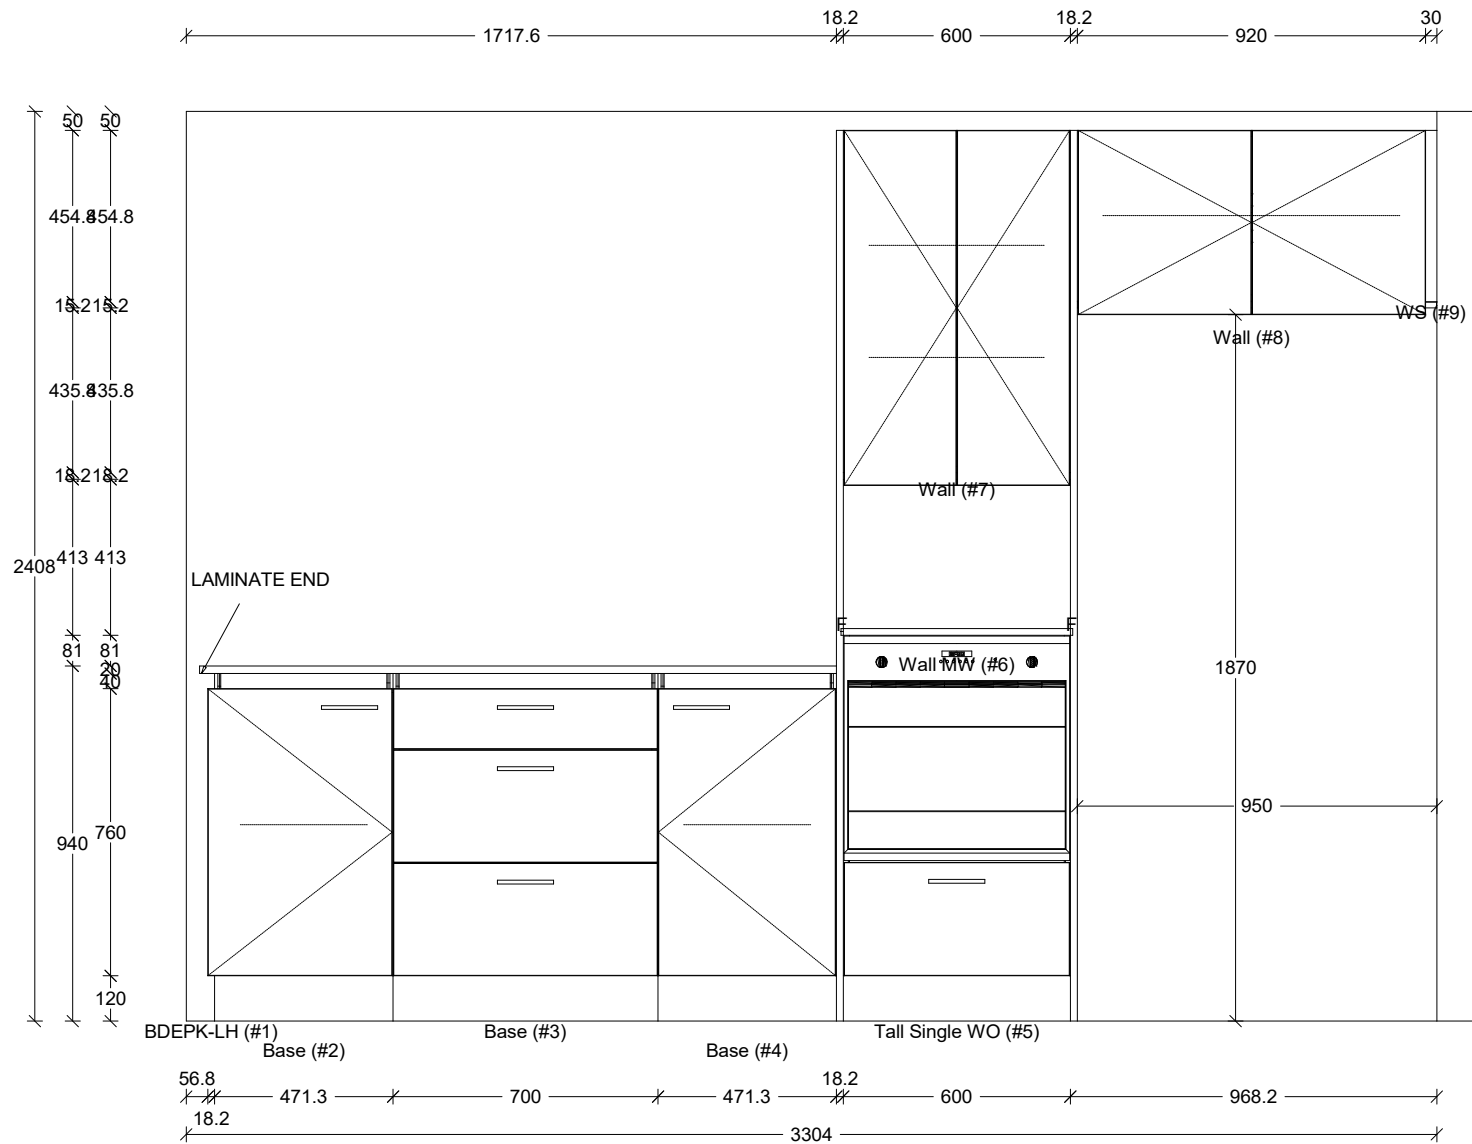 18.2 18.2 30
1717.6 600 920
50 50
454.8 454.8
15.2 15.2
WS (#9)
Wall (#8)
435.8 435.8
18.2 18.2
Wall (#7)
413 413
2408
LAMINATE END
81 81
20
Wall MW (#6)
1870
40
950
760
940
120
BDEPK-LH (#1) Base (#3) Tall Single WO (#5)
Base (#2) Base (#4)
56.8 18.2
471.3 700 471.3 600 968.2
18.2
3304